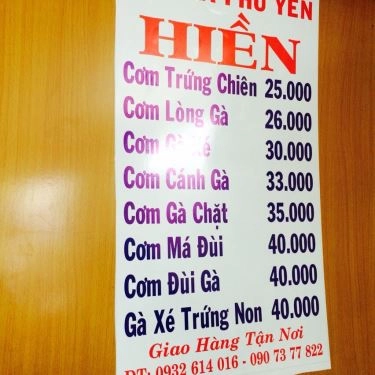 PHÚ YÊN
HIỀN
Cơm Trứng Chiên 25.000
Cơm Lòng Gà 26.000
Cơm Gà Xé 30.000
Cơm Cánh Gà 33.000
Cơm Gà Chặt 35.000
Cơm Má Đùi 40.000
Cơm Đùi Gà 40.000
Gà Xé Trứng Non 40.000
Giao Hàng Tận Nơi
ĐT: 0932 614 016 - 090 73 77 822